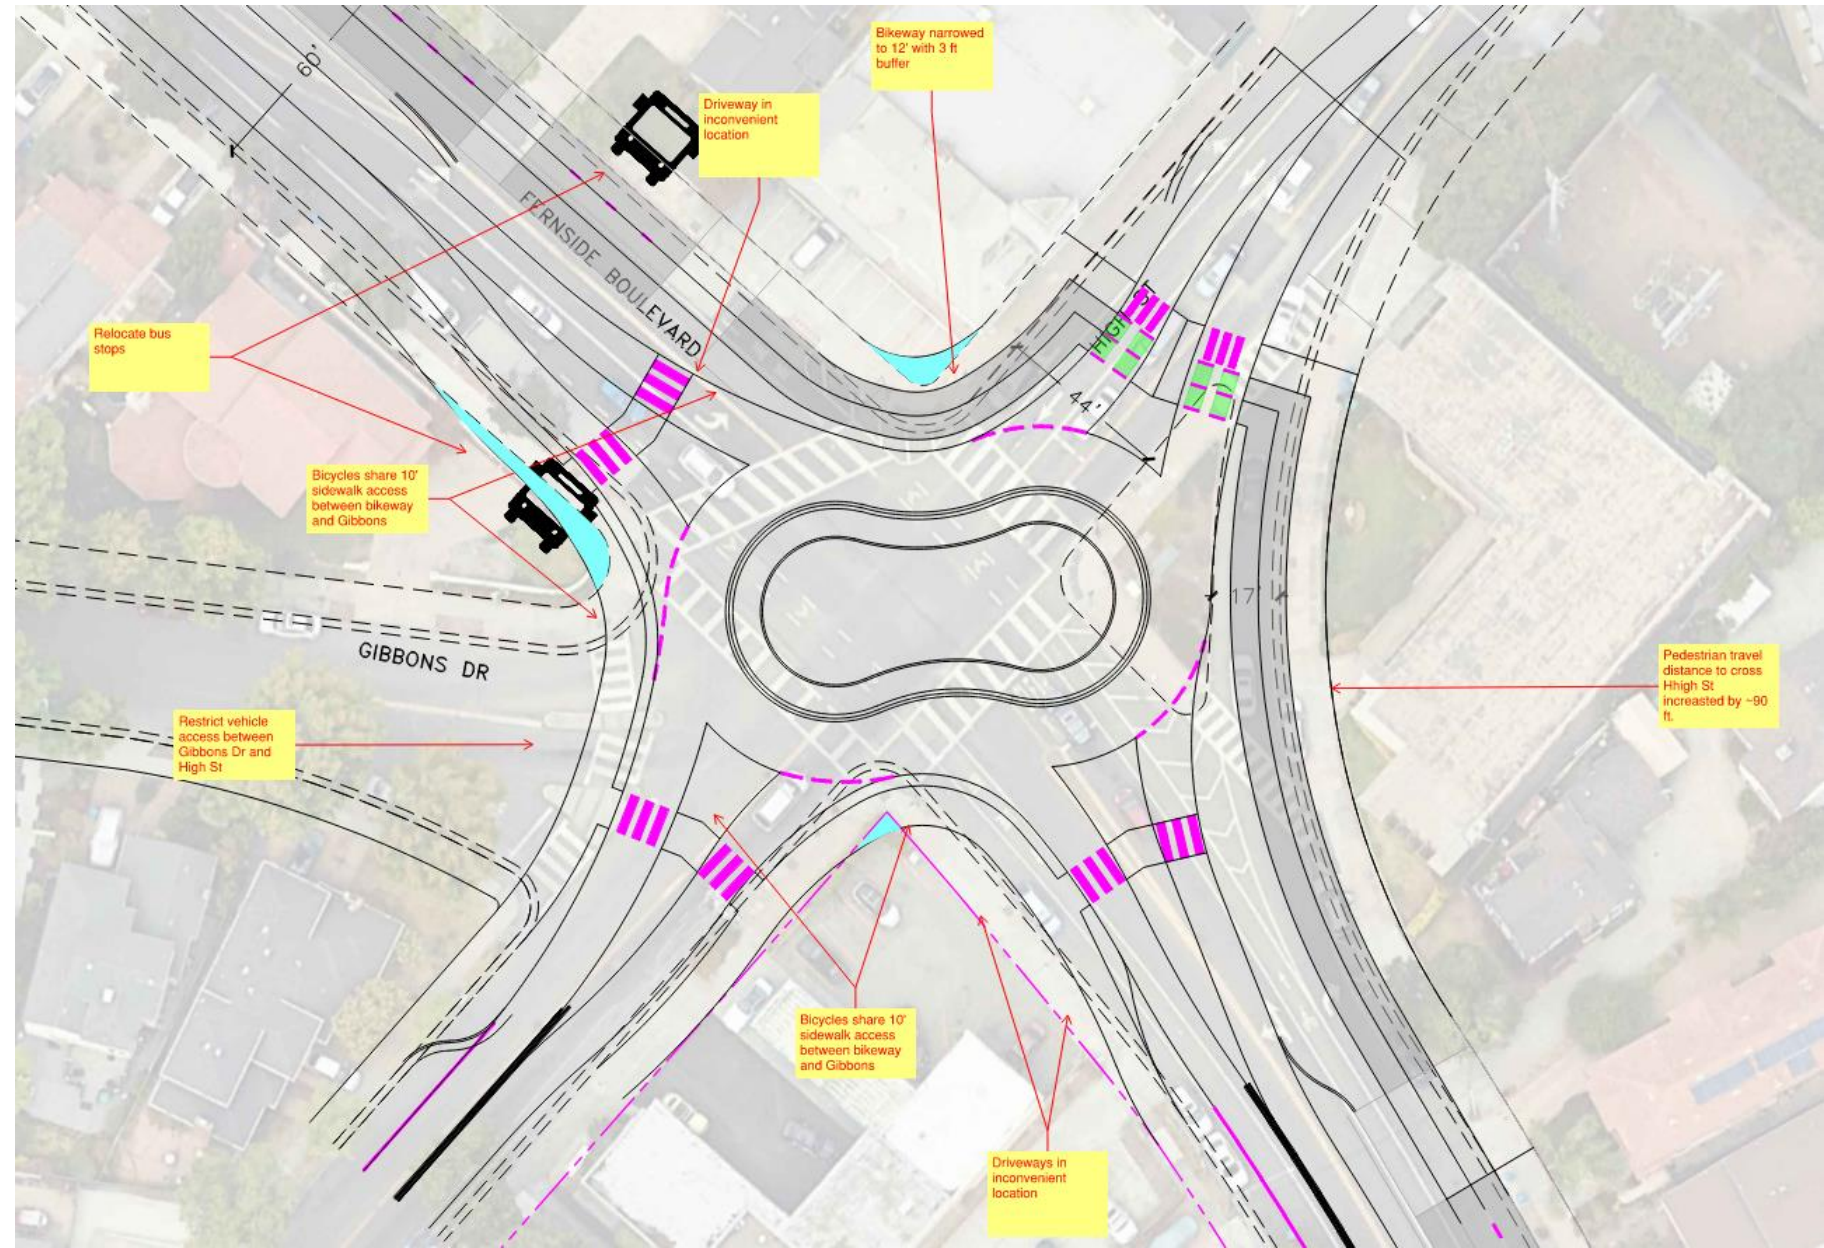 Bikeway narrowed
to 12' with 3 ft
buffer
60'
Driveway in
inconvenient
location
FERNSIDE BOULEVARD
Relocate bus
stops
HIGH ST
44'
Bicycles share 10'
sidewalk access
between bikeway
and Gibbons
17'
GIBBONS DR
Pedestrian travel
distance to cross
Hhigh St
increasted by ~90
ft.
Restrict vehicle
access between
Gibbons Dr and
High St
Bicycles share 10'
sidewalk access
between bikeway
and Gibbons
Driveways in
inconvenient
location